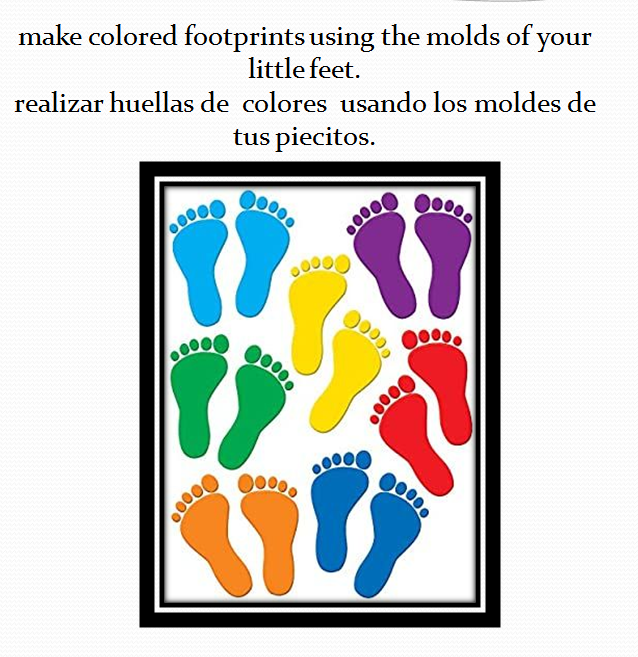 make colored footprints using the molds of your
little feet.
realizar huellas de colores usando los moldes de
tus piecitos.